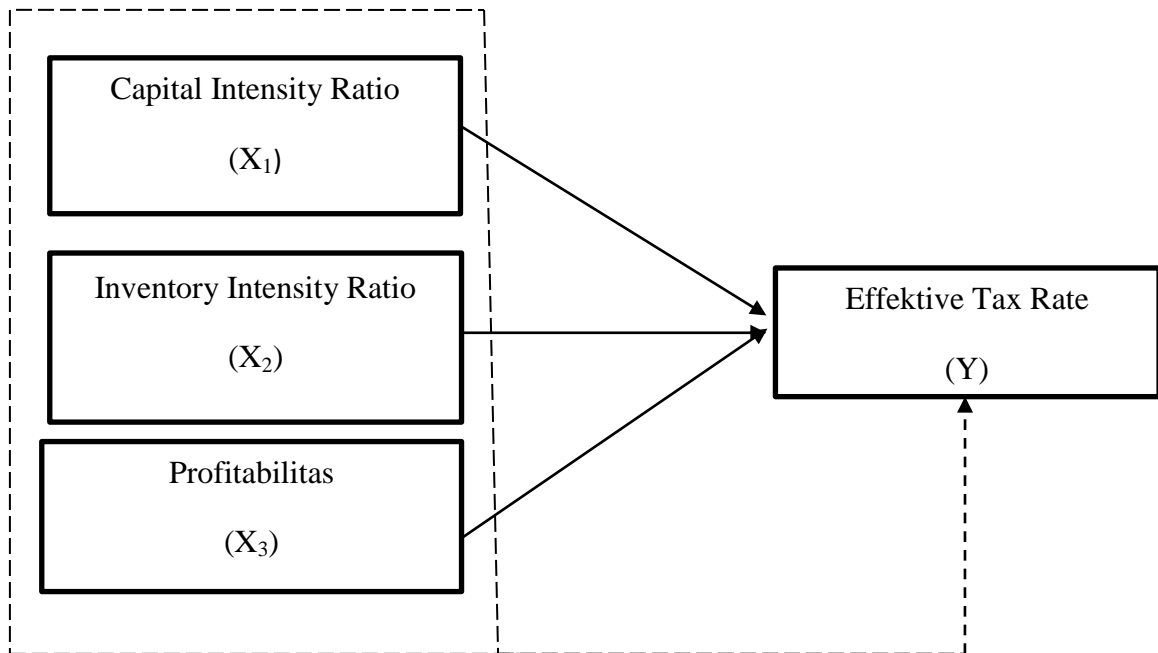 Capital Intensity Ratio
(X₁)
Inventory Intensity Ratio
(X₂)
Profitabilitas
(X₃)
Effektive Tax Rate
(Y)